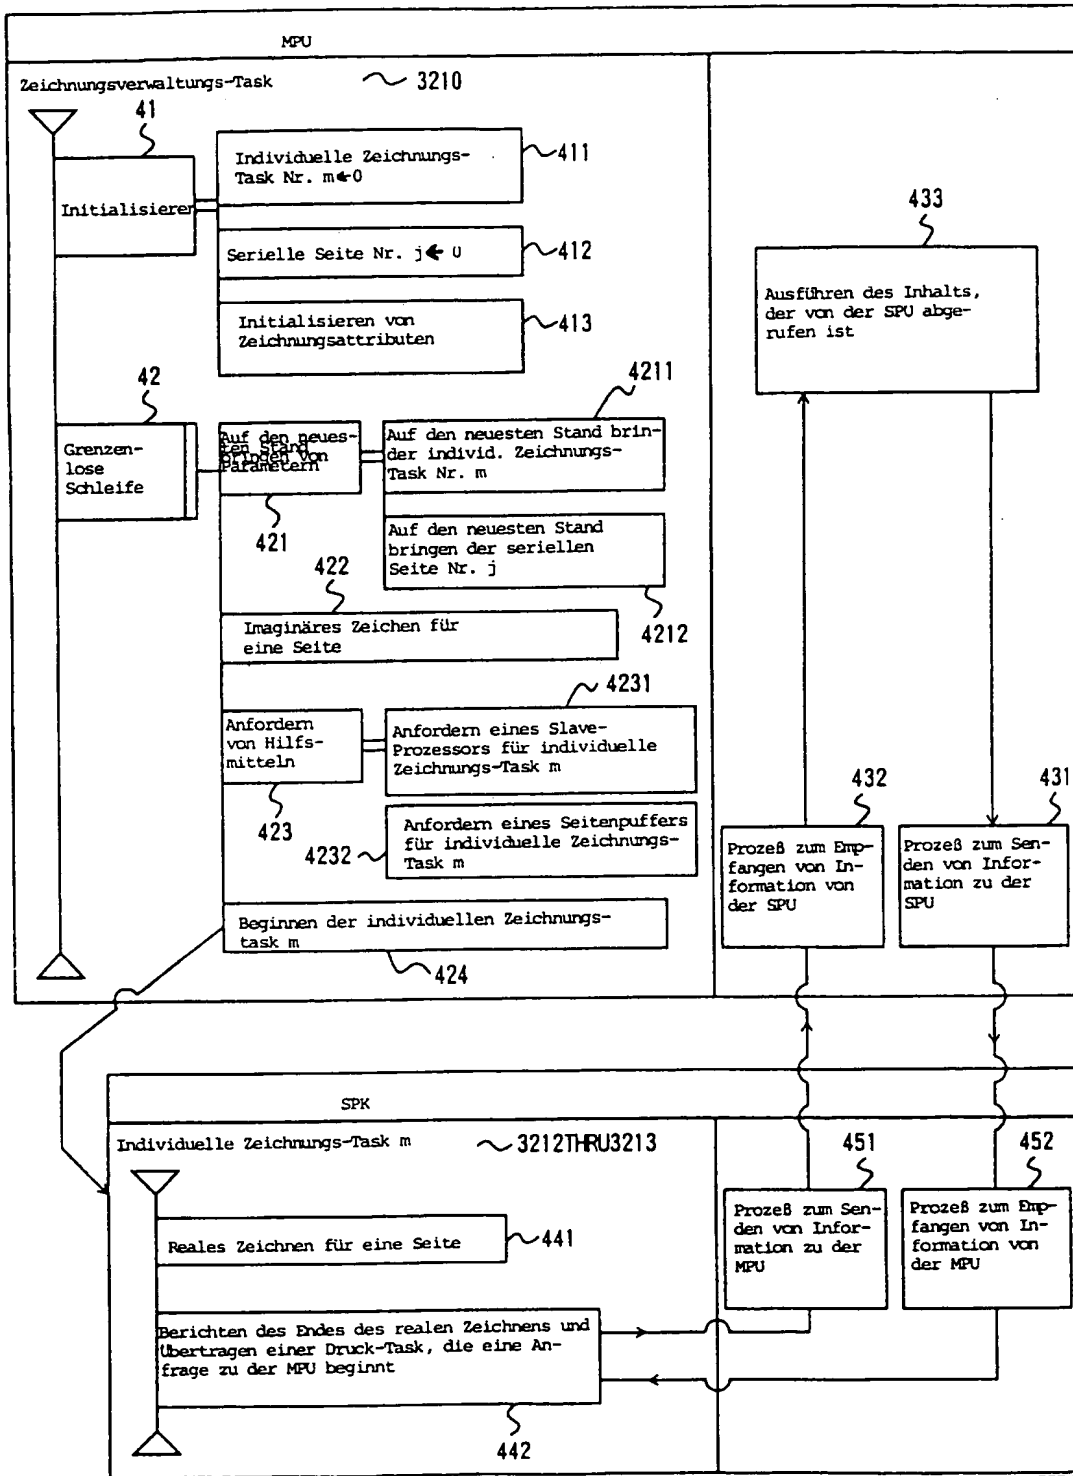 MPU
Zeichnungsverwaltungs-Task
3210
41
Initialisieren
Individuelle Zeichnungs-
Task Nr. m←0
411
Serielle Seite Nr. j← 0
412
Initialisieren von
Zeichnungsattributen
413
42
Grenzen-
lose
Schleife
Auf den neues-
ten Stand
bringen von
Parametern
421
4211
Auf den neuesten Stand brin-
der individ. Zeichnungs-
Task Nr. m
Auf den neuesten Stand
bringen der seriellen
Seite Nr. j
4212
422
Imaginäres Zeichen für
eine Seite
4231
Anfordern
von Hilfs-
mitteln
423
Anfordern eines Slave-
Prozessors für individuelle
Zeichnungs-Task m
4232
Anfordern eines Seitenpuffers
für individuelle Zeichnungs-
Task m
Beginnen der individuellen Zeichnungs-
task m
424
433
Ausführen des Inhalts,
der von der SPU abge-
rufen ist
432
Prozeß zum Emp-
fangen von In-
formation von
der SPU
431
Prozeß zum Sen-
den von Infor-
mation zu der
SPU
SPK
Individuelle Zeichnungs-Task m
3212THRU3213
Reales Zeichnen für eine Seite
441
Berichten des Endes des realen Zeichnens und
Übertragen einer Druck-Task, die eine An-
frage zu der MPU beginnt
442
451
Prozeß zum Sen-
den von Infor-
mation zu der
MPU
452
Prozeß zum Emp-
fangen von In-
formation von
der MPU